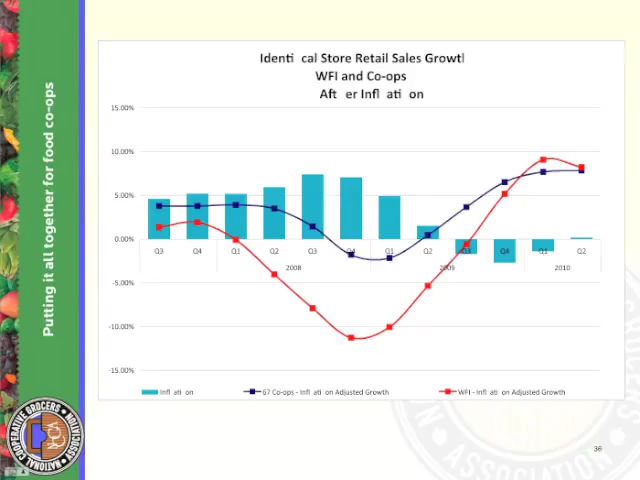 Putting it all together for food co-ops
Identi cal Store Retail Sales Growtl
WFI and Co-ops
Aft er Infl ati on
15.00%
10.00%
5.00%
0.00%
-5.00%
-10.00%
-15.00%
Q3 Q4 Q1 Q2 Q3 Q4 Q1 Q2 Q3 Q4 Q1 Q2
2008 2009 2010
Infl ati on 67 Co-ops - Infl ati on Adjusted Growth WFI - Infl ati on Adjusted Growth
NATIONAL COOPERATIVE GROCERS ASSOCIATION
NCGA
ASSOCIATION
36